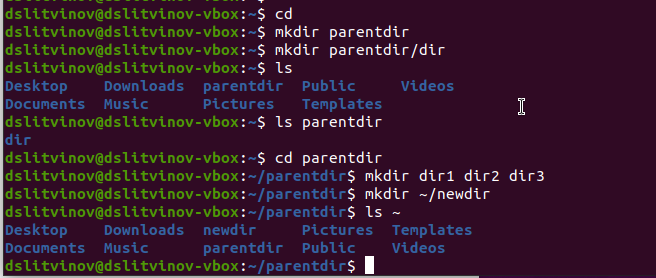 dslitvinov@dslitvinov-vbox:~$ cd
dslitvinov@dslitvinov-vbox:~$ mkdir parentdir
dslitvinov@dslitvinov-vbox:~$ mkdir parentdir/dir
dslitvinov@dslitvinov-vbox:~$ ls
Desktop    Downloads  parentdir  Public     Videos
Documents  Music      Pictures   Templates
dslitvinov@dslitvinov-vbox:~$ ls parentdir
dir
dslitvinov@dslitvinov-vbox:~$ cd parentdir
dslitvinov@dslitvinov-vbox:~/parentdir$ mkdir dir1 dir2 dir3
dslitvinov@dslitvinov-vbox:~/parentdir$ mkdir ~/newdir
dslitvinov@dslitvinov-vbox:~/parentdir$ ls ~
Desktop    Downloads  newdir     Pictures  Templates
Documents  Music      parentdir  Public    Videos
dslitvinov@dslitvinov-vbox:~/parentdir$